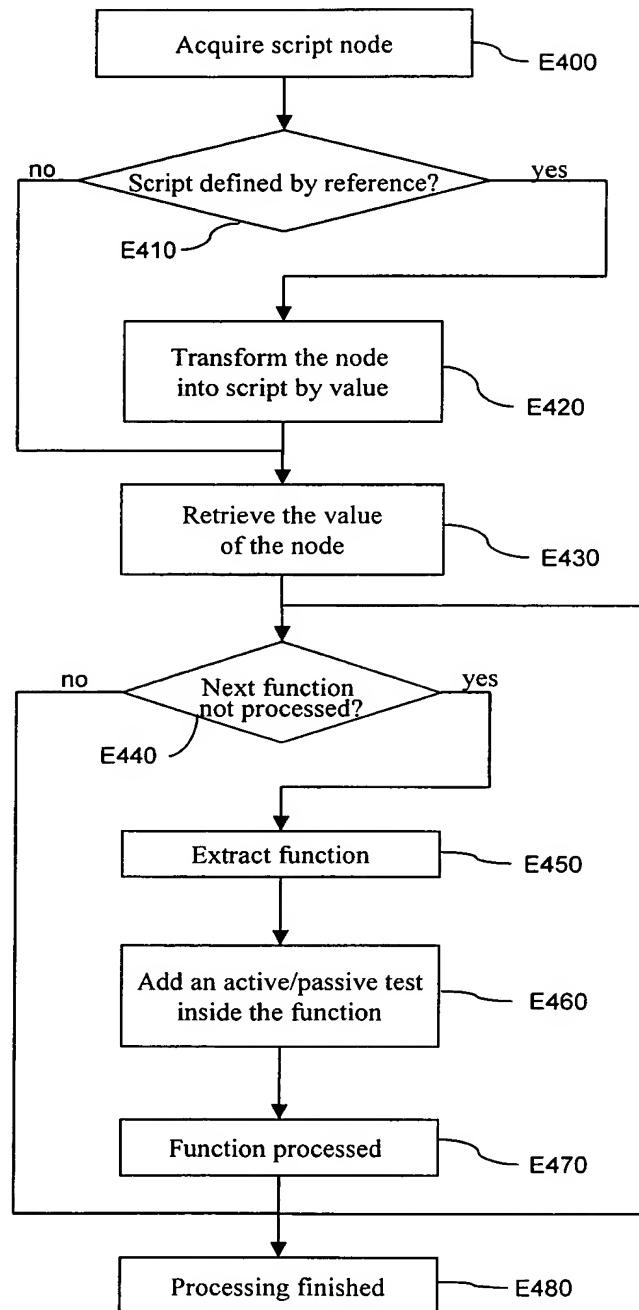 Acquire script node
E400
no
Script defined by reference?
yes
E410
Transform the node
into script by value
E420
Retrieve the value
of the node
E430
no
Next function
not processed?
yes
E440
Extract function
E450
Add an active/passive test
inside the function
E460
Function processed
E470
Processing finished
E480